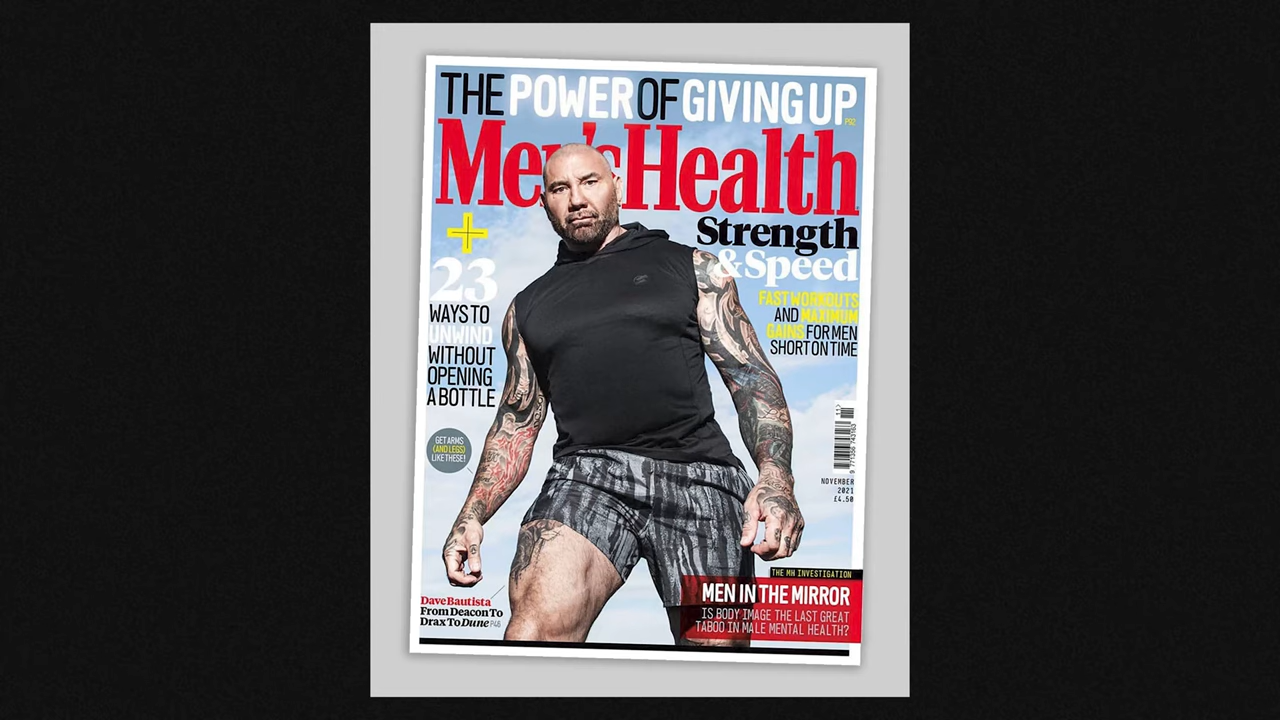 THE POWER OF GIVING UP
P92
Men's Health
Strength
& Speed
FAST WORKOUTS
AND MAXIMUM
GAINS FOR MEN
SHORT ON TIME
+
23
WAYS TO
UNWIND
WITHOUT
OPENING
A BOTTLE
GET ARMS
(AND LEGS)
LIKE THESE!
11>
NOVEMBER
2021
£4.50
Dave Bautista
From Deacon To
Drax To Dune P46
THE MH INVESTIGATION
MEN IN THE MIRROR
IS BODY IMAGE THE LAST GREAT
TABOO IN MALE MENTAL HEALTH?